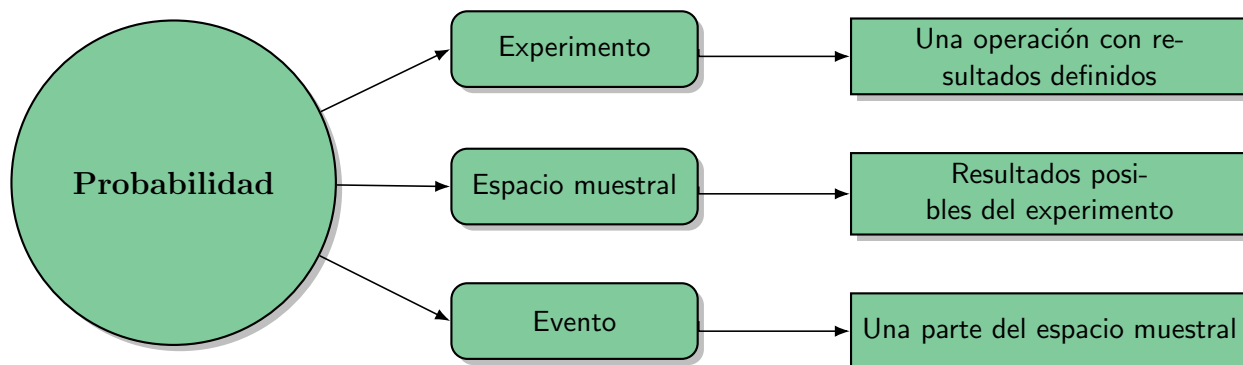 Probabilidad
Experimento
Una operación con re-
sultados definidos
Espacio muestral
Resultados posi-
bles del experimento
Evento
Una parte del espacio muestral